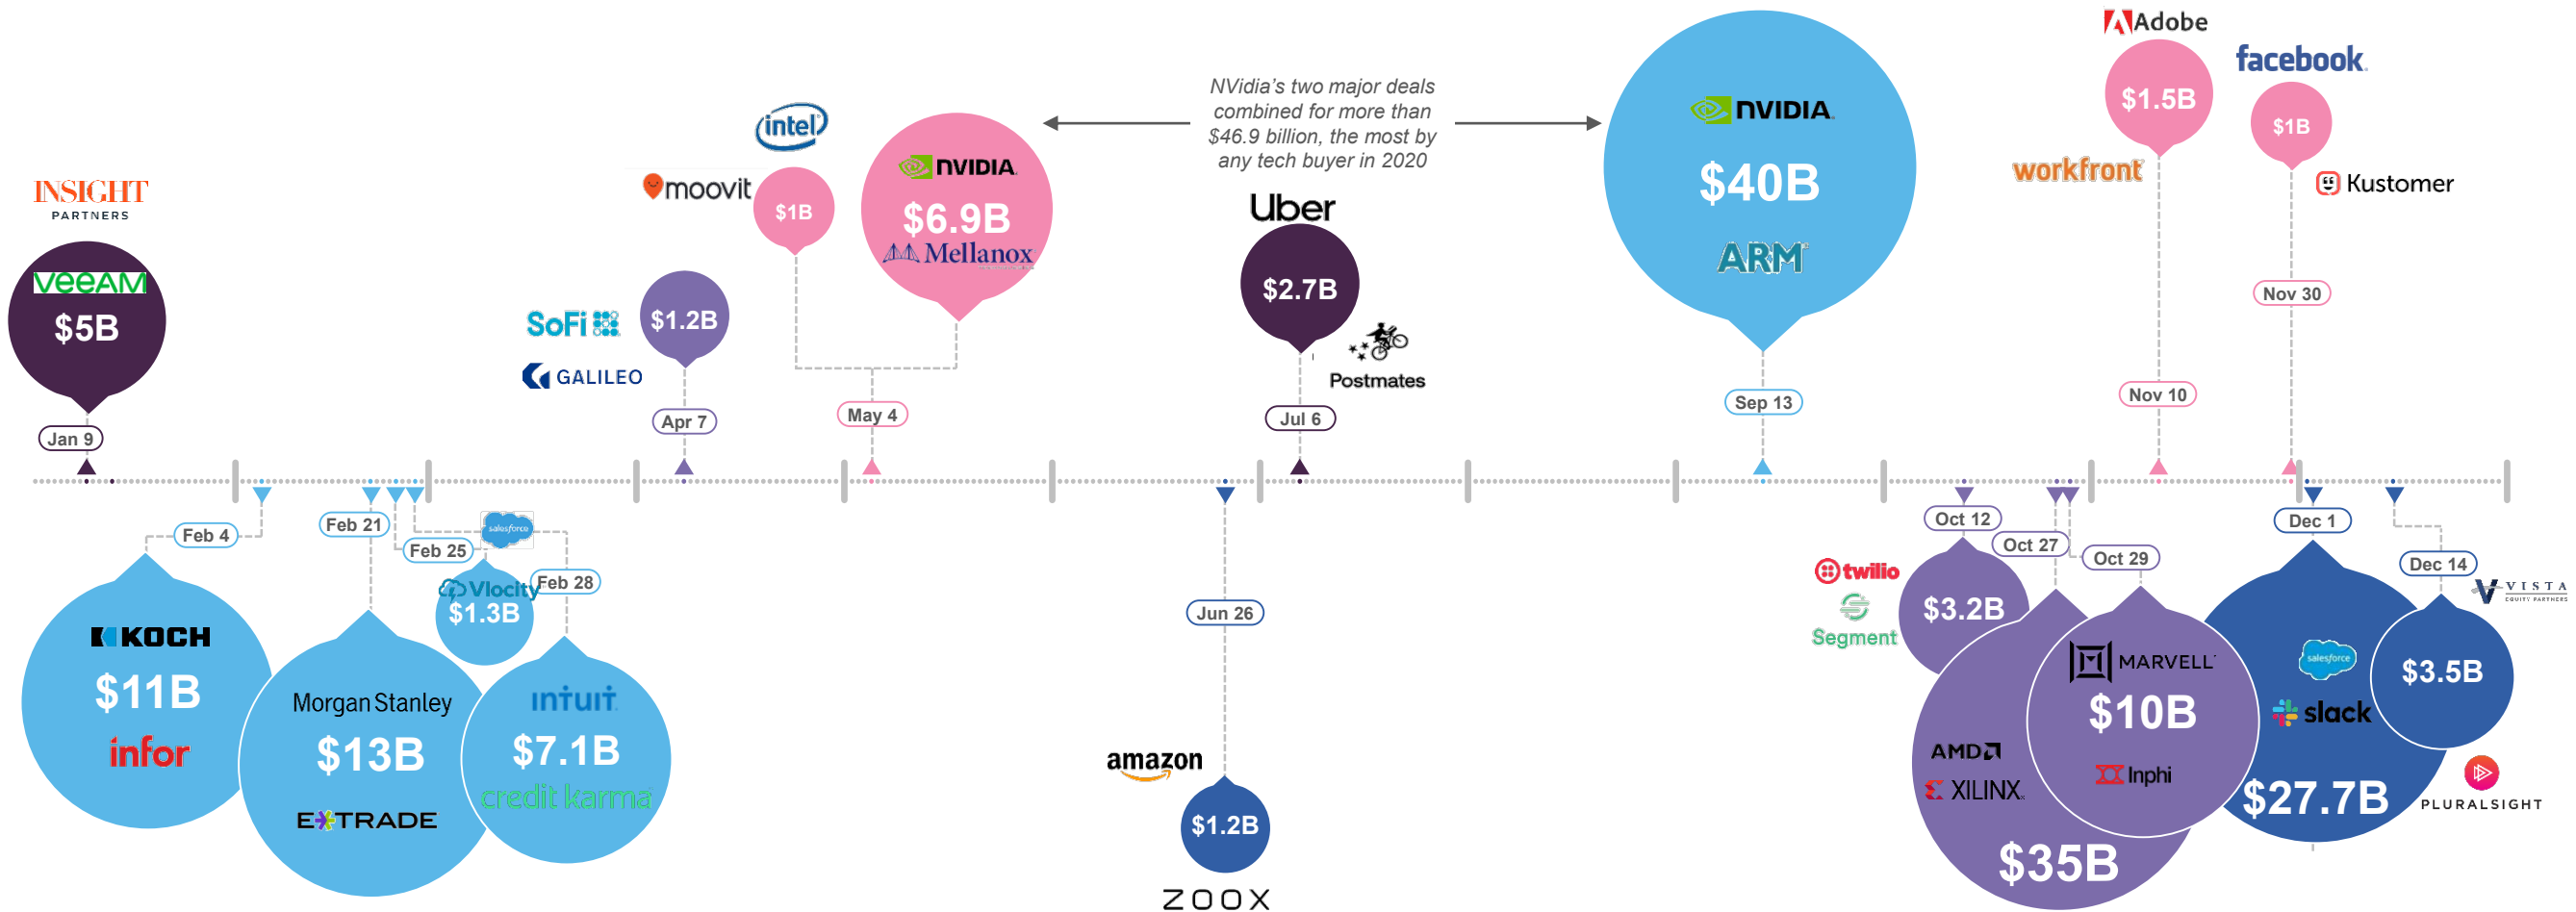 INSIGHT
PARTNERS
veeAM
$5B
Jan 9
Feb 4
KOCH
$11B
infor
Feb 21
Morgan Stanley
$13B
E*TRADE
Feb 25
salesforce
Vlocity
$1.3B
Feb 28
intuit
$7.1B
credit karma
SoFi
GALILEO
$1.2B
Apr 7
intel
moovit
$1B
nVIDIA
$6.9B
Mellanox
May 4
NVidia's two major deals
combined for more than
$46.9 billion, the most by
any tech buyer in 2020
Jun 26
amazon
$1.2B
ZOOX
Uber
$2.7B
Postmates
Jul 6
nVIDIA
$40B
ARM
Sep 13
Oct 12
twilio
Segment
$3.2B
Oct 27
AMD
XILINX
$35B
Oct 29
MARVELL
$10B
Inphi
Adobe
$1.5B
workfront
Nov 10
facebook
$1B
Kustomer
Nov 30
Dec 1
salesforce
slack
$27.7B
Dec 14
VISTA
EQUITY PARTNERS
$3.5B
PLURALSIGHT